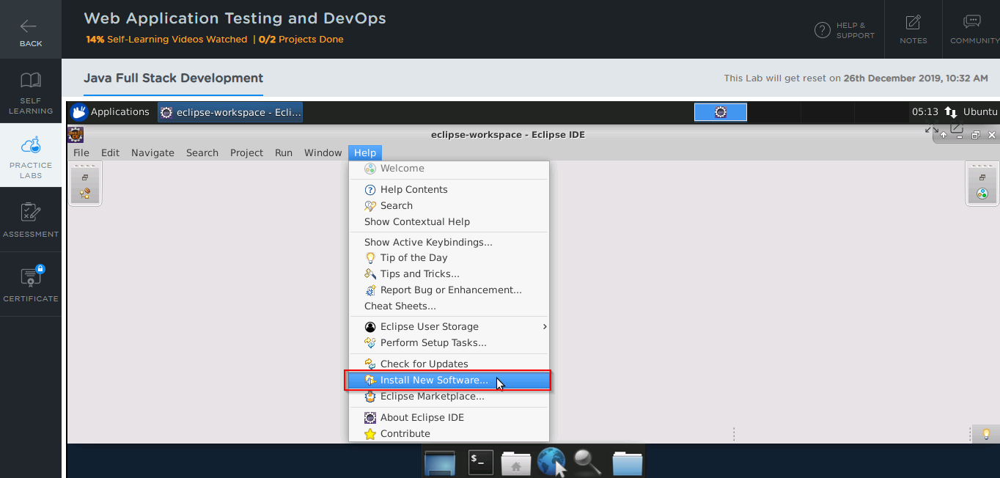 BACK
Web Application Testing and DevOps
14% Self-Learning Videos Watched | 0/2 Projects Done
HELP &
SUPPORT
NOTES
COMMUNITY
SELF
LEARNING
PRACTICE
LABS
ASSESSMENT
CERTIFICATE
Java Full Stack Development
This Lab will get reset on 26th December 2019, 10:32 AM
Applications
eclipse-workspace - Ecli...
05:13
Ubuntu
eclipse-workspace - Eclipse IDE
File Edit Navigate Search Project Run Window Help
Welcome
Help Contents
Search
Show Contextual Help
Show Active Keybindings...
Tip of the Day
Tips and Tricks...
Report Bug or Enhancement...
Cheat Sheets...
Eclipse User Storage
Perform Setup Tasks...
Check for Updates
Install New Software...
Eclipse Marketplace...
About Eclipse IDE
Contribute
$_